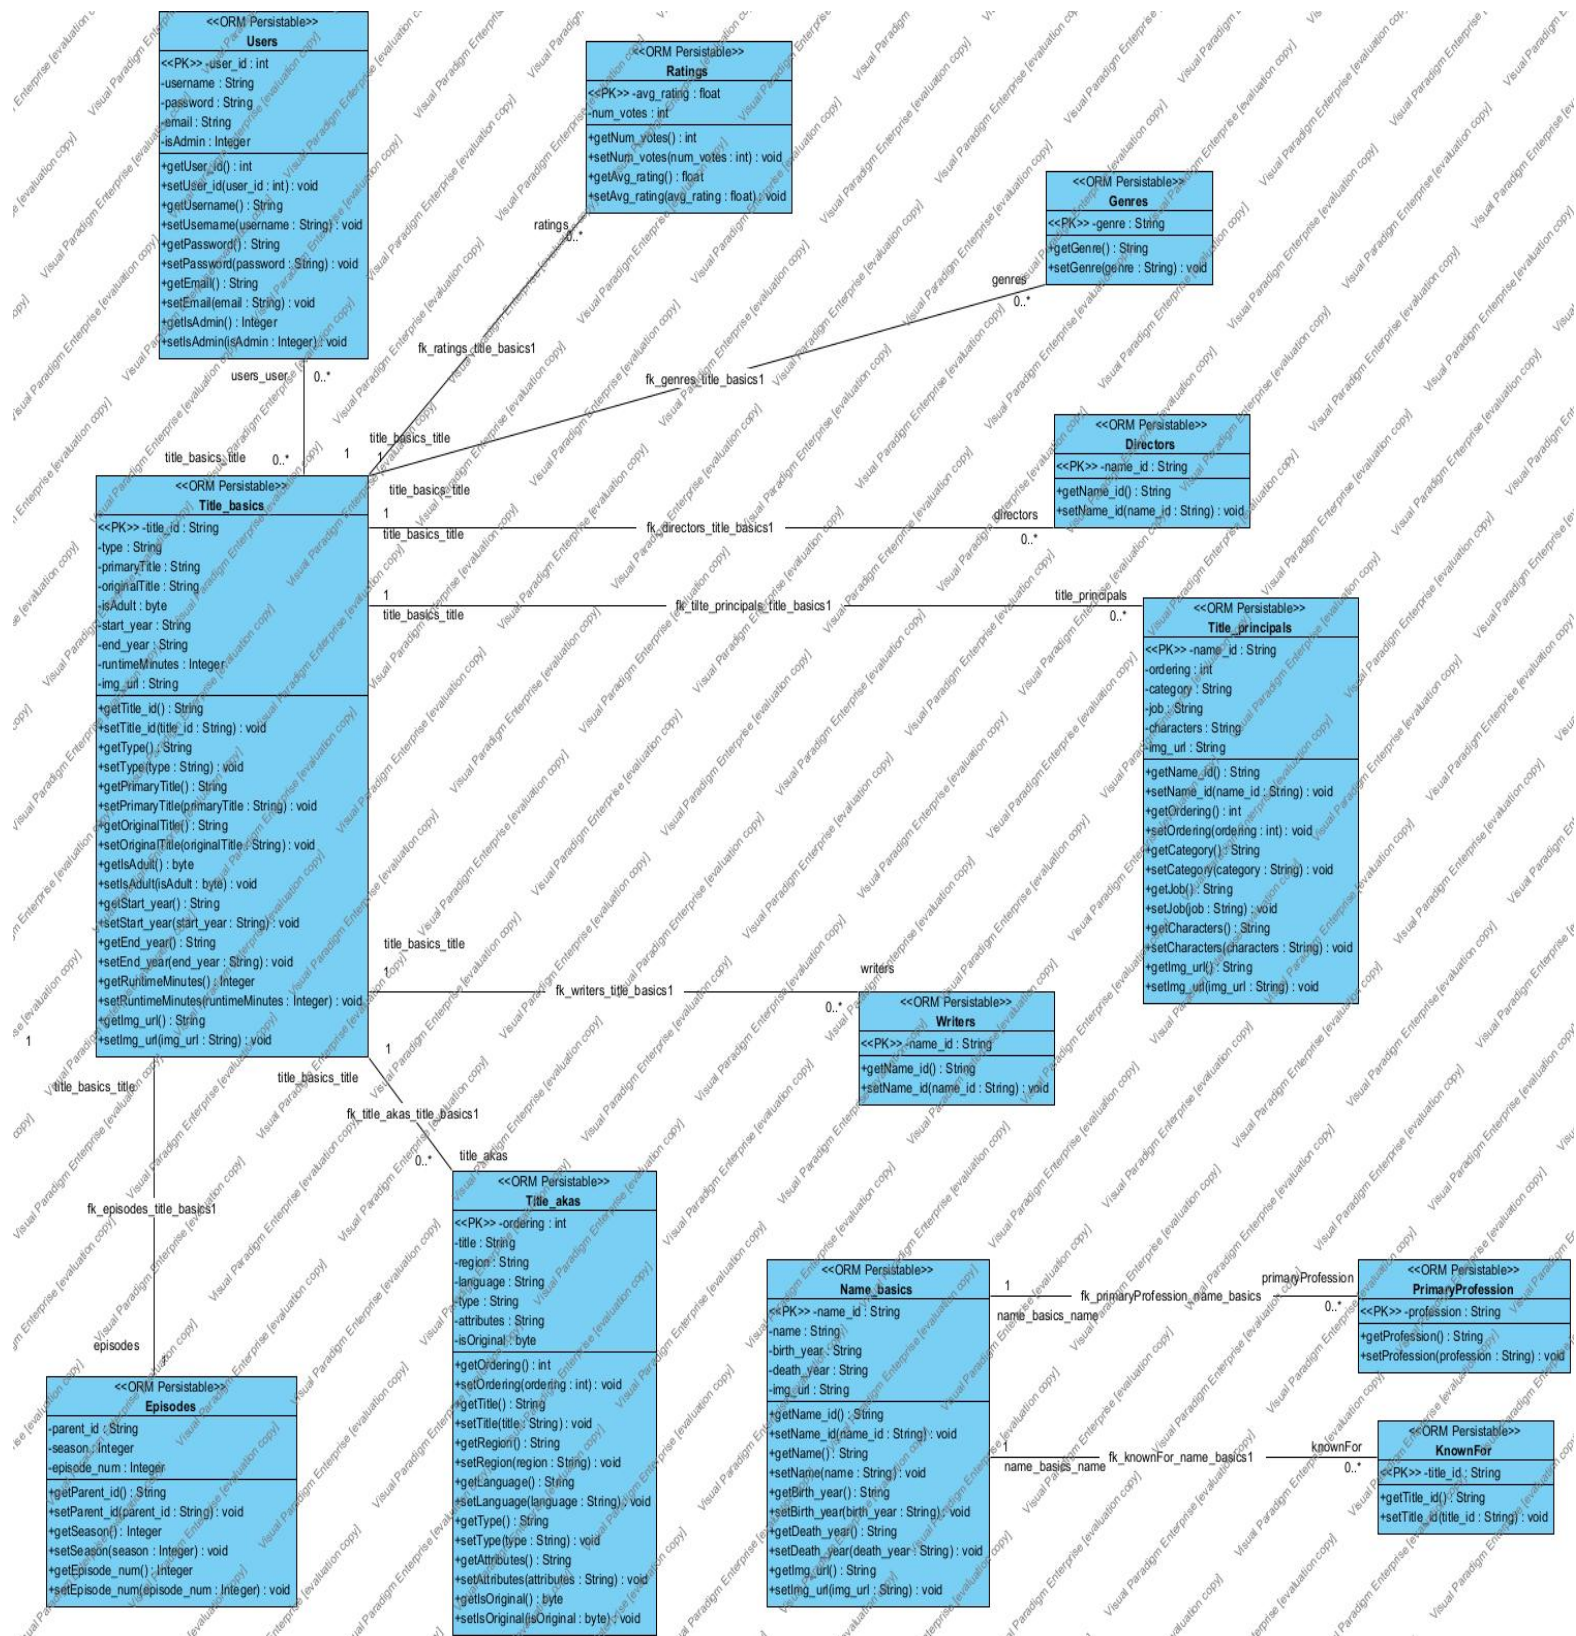 <<ORM Persistable>>
Users
<<PK>> -user_id : int
-username : String
-password : String
-email : String
-isAdmin : Integer
+getUser_id() : int
+setUser_id(user_id : int) : void
+getUsername() : String
+setUsername(username : String) : void
+getPassword() : String
+setPassword(password : String) : void
+getEmail() : String
+setEmail(email : String) : void
+getIsAdmin() : Integer
+setIsAdmin(isAdmin : Integer) : void
users_user 0..*
title_basics_title 0..*
<<ORM Persistable>>
Ratings
<<PK>> -avg_rating : float
-num_votes : int
+getNum_votes() : int
+setNum_votes(num_votes : int) : void
+getAvg_rating() : float
+setAvg_rating(avg_rating : float) : void
ratings
0..*
fk_ratings_title_basics1
1
title_basics_title
<<ORM Persistable>>
Genres
<<PK>> -genre : String
+getGenre() : String
+setGenre(genre : String) : void
genres
0..*
fk_genres_title_basics1
1
title_basics_title
<<ORM Persistable>>
Directors
<<PK>> -name_id : String
+getName_id() : String
+setName_id(name_id : String) : void
directors
0..*
fk_directors_title_basics1
1
title_basics_title
<<ORM Persistable>>
Title_basics
<<PK>> -title_id : String
-type : String
-primaryTitle : String
-originalTitle : String
-isAdult : byte
-start_year : String
-end_year : String
-runtimeMinutes : Integer
-img_url : String
+getTitle_id() : String
+setTitle_id(title_id : String) : void
+getType() : String
+setType(type : String) : void
+getPrimaryTitle() : String
+setPrimaryTitle(primaryTitle : String) : void
+getOriginalTitle() : String
+setOriginalTitle(originalTitle : String) : void
+getIsAdult() : byte
+setIsAdult(isAdult : byte) : void
+getStart_year() : String
+setStart_year(start_year : String) : void
+getEnd_year() : String
+setEnd_year(end_year : String) : void
+getRuntimeMinutes() : Integer
+setRuntimeMinutes(runtimeMinutes : Integer) : void
+getImg_url() : String
+setImg_url(img_url : String) : void
1
title_basics_title
fk_tilte_principals_title_basics1
title_principals
0..*
<<ORM Persistable>>
Title_principals
<<PK>> -name_id : String
-ordering : int
-category : String
-job : String
-characters : String
-img_url : String
+getName_id() : String
+setName_id(name_id : String) : void
+getOrdering() : int
+setOrdering(ordering : int) : void
+getCategory() : String
+setCategory(category : String) : void
+getJob() : String
+setJob(job : String) : void
+getCharacters() : String
+setCharacters(characters : String) : void
+getImg_url() : String
+setImg_url(img_url : String) : void
title_basics_title
1
fk_writers_title_basics1
writers
0..*
<<ORM Persistable>>
Writers
<<PK>> -name_id : String
+getName_id() : String
+setName_id(name_id : String) : void
1
title_basics_title
fk_title_akas_title_basics1
0..*
title_akas
<<ORM Persistable>>
Title_akas
<<PK>> -ordering : int
-title : String
-region : String
-language : String
-type : String
-attributes : String
-isOriginal : byte
+getOrdering() : int
+setOrdering(ordering : int) : void
+getTitle() : String
+setTitle(title : String) : void
+getRegion() : String
+setRegion(region : String) : void
+getLanguage() : String
+setLanguage(language : String) : void
+getType() : String
+setType(type : String) : void
+getAttributes() : String
+setAttributes(attributes : String) : void
+getIsOriginal() : byte
+setIsOriginal(isOriginal : byte) : void
1
title_basics_title
fk_episodes_title_basics1
episodes
*
<<ORM Persistable>>
Episodes
-parent_id : String
-season : Integer
-episode_num : Integer
+getParent_id() : String
+setParent_id(parent_id : String) : void
+getSeason() : Integer
+setSeason(season : Integer) : void
+getEpisode_num() : Integer
+setEpisode_num(episode_num : Integer) : void
<<ORM Persistable>>
Name_basics
<<PK>> -name_id : String
-name : String
-birth_year : String
-death_year : String
-img_url : String
+getName_id() : String
+setName_id(name_id : String) : void
+getName() : String
+setName(name : String) : void
+getBirth_year() : String
+setBirth_year(birth_year : String) : void
+getDeath_year() : String
+setDeath_year(death_year : String) : void
+getImg_url() : String
+setImg_url(img_url : String) : void
1
name_basics_name
fk_primaryProfession_name_basics
primaryProfession
0..*
<<ORM Persistable>>
PrimaryProfession
<<PK>> -profession : String
+getProfession() : String
+setProfession(profession : String) : void
1
name_basics_name
fk_knownFor_name_basics1
knownFor
0..*
<<ORM Persistable>>
KnownFor
<<PK>> -title_id : String
+getTitle_id() : String
+setTitle_id(title_id : String) : void
Visual Paradigm Enterprise [evaluation copy]